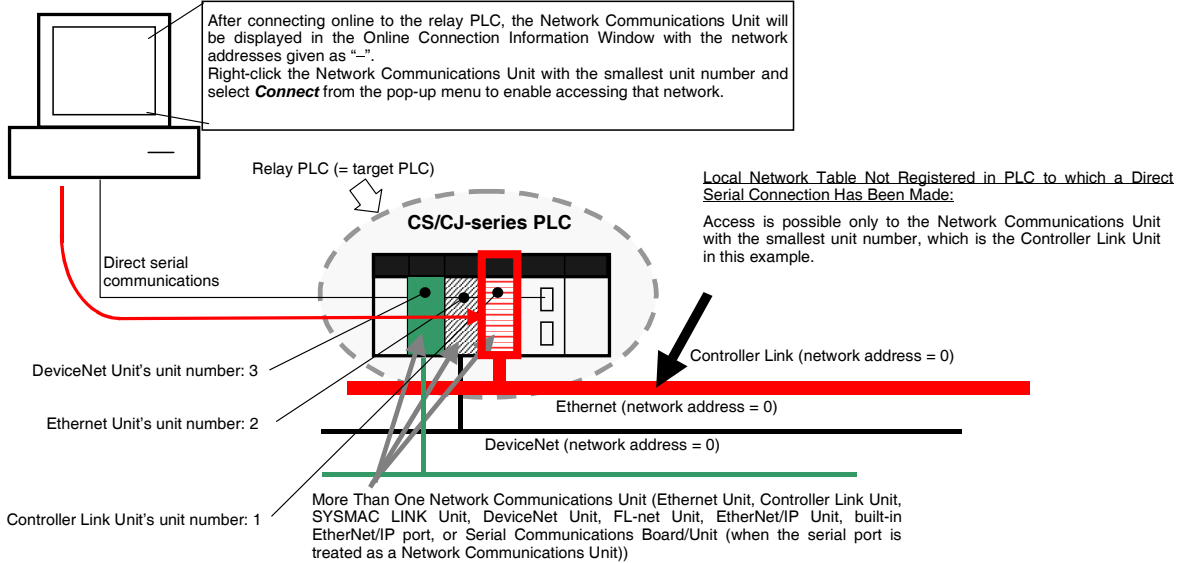 After connecting online to the relay PLC, the Network Communications Unit will
be displayed in the Online Connection Information Window with the network
addresses given as “–”.
Right-click the Network Communications Unit with the smallest unit number and
select Connect from the pop-up menu to enable accessing that network.
Relay PLC (= target PLC)
Local Network Table Not Registered in PLC to which a Direct
Serial Connection Has Been Made:
Access is possible only to the Network Communications Unit
with the smallest unit number, which is the Controller Link Unit
in this example.
CS/CJ-series PLC
Direct serial
communications
Controller Link (network address = 0)
DeviceNet Unit's unit number: 3
Ethernet (network address = 0)
Ethernet Unit's unit number: 2
DeviceNet (network address = 0)
Controller Link Unit's unit number: 1
More Than One Network Communications Unit (Ethernet Unit, Controller Link Unit,
SYSMAC LINK Unit, DeviceNet Unit, FL-net Unit, EtherNet/IP Unit, built-in
EtherNet/IP port, or Serial Communications Board/Unit (when the serial port is
treated as a Network Communications Unit))